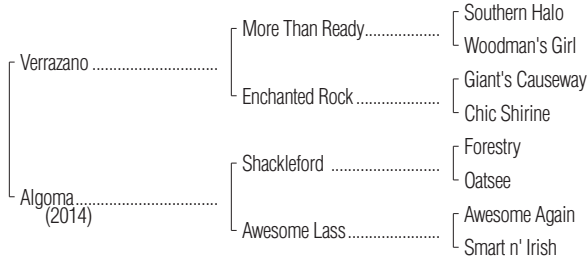 Southern Halo
More Than Ready..................
Woodman's Girl
Verrazano ..............................
Giant's Causeway
Enchanted Rock ....................
Chic Shirine
Forestry
Shackleford ..........................
Oatsee
Algoma..................................
(2014)
Awesome Again
Awesome Lass......................
Smart n' Irish